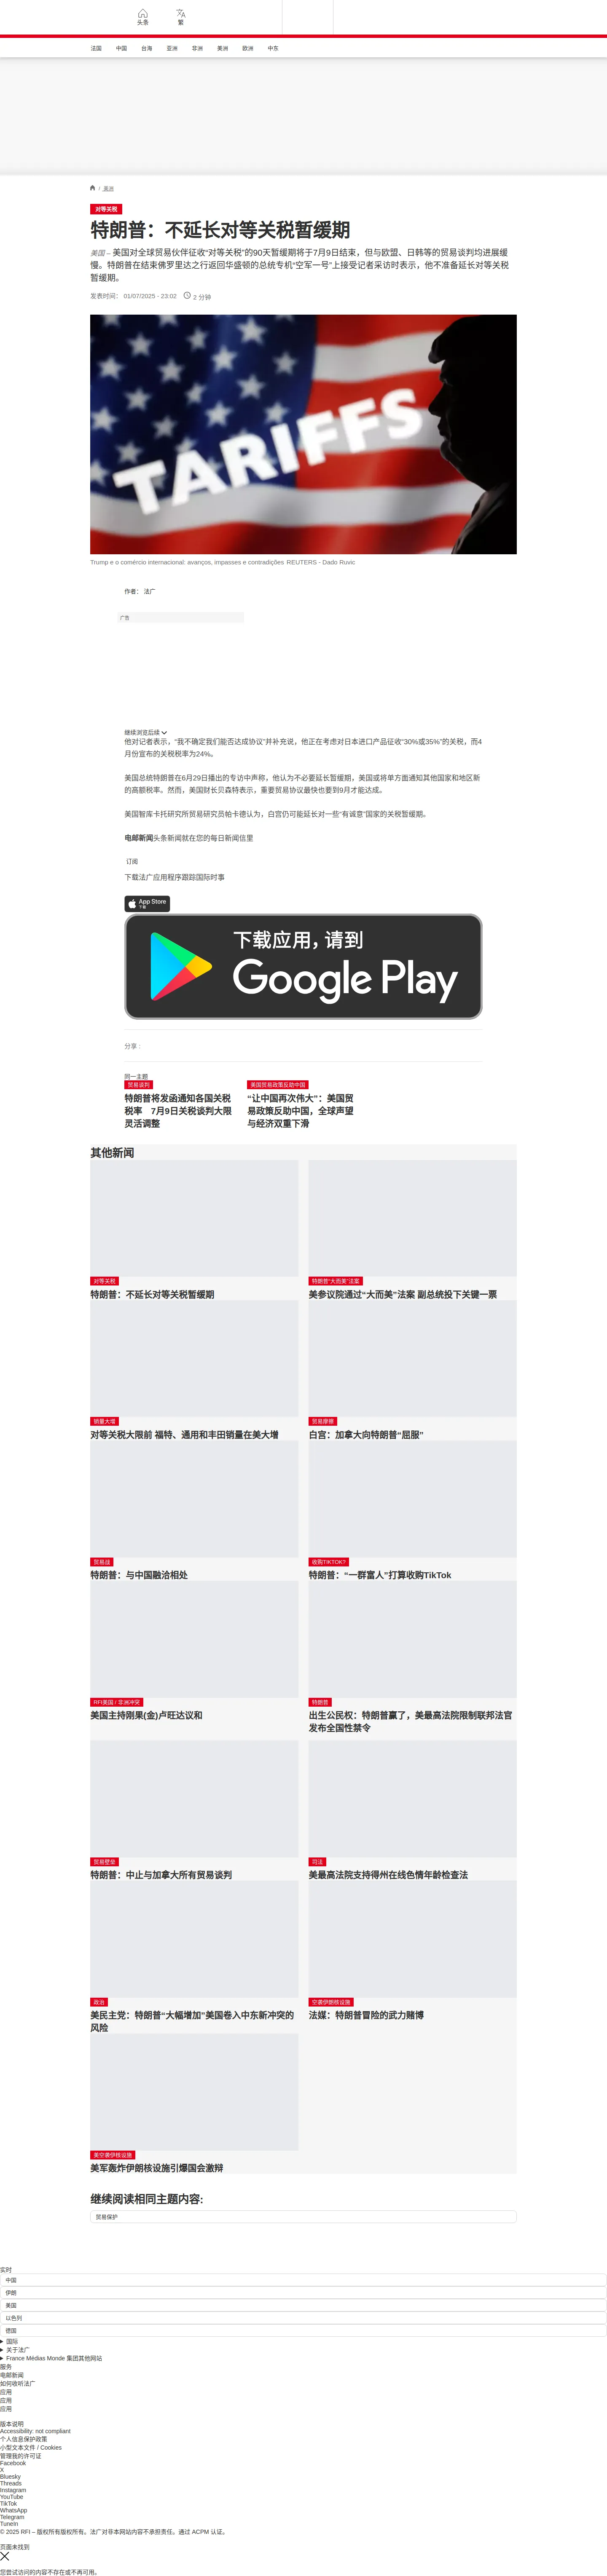 头条
繁
法国
中国
台海
亚洲
非洲
美洲
欧洲
中东
/ 美洲
对等关税
特朗普：不延长对等关税暂缓期
美国 – 美国对全球贸易伙伴征收“对等关税”的90天暂缓期将于7月9日结束，但与欧盟、日韩等的贸易谈判均进展缓
慢。特朗普在结束佛罗里达之行返回华盛顿的总统专机“空军一号”上接受记者采访时表示，他不准备延长对等关税
暂缓期。
发表时间： 01/07/2025 - 23:02
2 分钟
TARIFFS
Trump e o comércio internacional: avanços, impasses e contradições REUTERS - Dado Ruvic
作者： 法广
广告
继续浏览后续
他对记者表示，“我不确定我们能否达成协议”并补充说，他正在考虑对日本进口产品征收“30%或35%”的关税，而4
月份宣布的关税税率为24%。
美国总统特朗普在6月29日播出的专访中声称，他认为不必要延长暂缓期，美国或将单方面通知其他国家和地区新
的高额税率。然而，美国财长贝森特表示，重要贸易协议最快也要到9月才能达成。
美国智库卡托研究所贸易研究员帕卡德认为，白宫仍可能延长对一些“有诚意”国家的关税暂缓期。
电邮新闻头条新闻就在您的每日新闻信里
订阅
下载法广应用程序跟踪国际时事
App Store
下载
下载应用，请到
Google Play
分享 :
同一主题
贸易谈判
特朗普将发函通知各国关税
税率 7月9日关税谈判大限
灵活调整
美国贸易政策反助中国
“让中国再次伟大”：美国贸
易政策反助中国，全球声望
与经济双重下滑
其他新闻
对等关税
特朗普：不延长对等关税暂缓期
特朗普“大而美”法案
美参议院通过“大而美”法案 副总统投下关键一票
销量大增
对等关税大限前 福特、通用和丰田销量在美大增
贸易摩擦
白宫：加拿大向特朗普“屈服”
贸易战
特朗普：与中国融洽相处
收购TIKTOK?
特朗普：“一群富人”打算收购TikTok
RFI美国 / 非洲冲突
美国主持刚果(金)卢旺达议和
特朗普
出生公民权：特朗普赢了，美最高法院限制联邦法官
发布全国性禁令
贸易壁垒
特朗普：中止与加拿大所有贸易谈判
司法
美最高法院支持得州在线色情年龄检查法
政治
美民主党：特朗普“大幅增加”美国卷入中东新冲突的
风险
空袭伊朗核设施
法媒：特朗普冒险的武力赌博
美空袭伊核设施
美军轰炸伊朗核设施引爆国会激辩
继续阅读相同主题内容:
贸易保护
实时
中国
伊朗
美国
以色列
德国
国际
关于法广
France Médias Monde 集团其他网站
服务
电邮新闻
如何收听法广
应用
应用
应用
版本说明
Accessibility: not compliant
个人信息保护政策
小型文本文件 / Cookies
管理我的许可证
Facebook
X
Bluesky
Threads
Instagram
YouTube
TikTok
WhatsApp
Telegram
TuneIn
© 2025 RFI – 版权所有版权所有。法广对非本网站内容不承担责任。通过 ACPM 认证。
页面未找到
您尝试访问的内容不存在或不再可用。